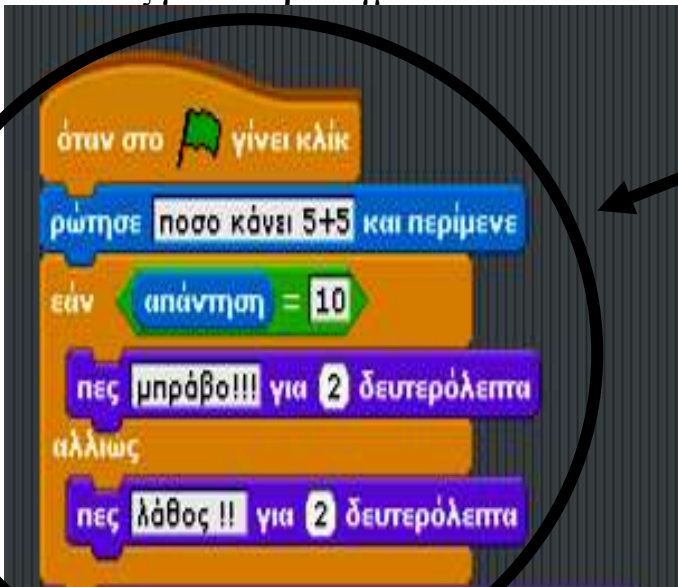 όταν στο γίνει κλίκ
ρώτησε ποσο κάνει 5+5 και περίμενε
εάν απάντηση = 10
πες μπράβο!!! για 2 δευτερόλεπτα
αλλιώς
πες λάθος !! για 2 δευτερόλεπτα